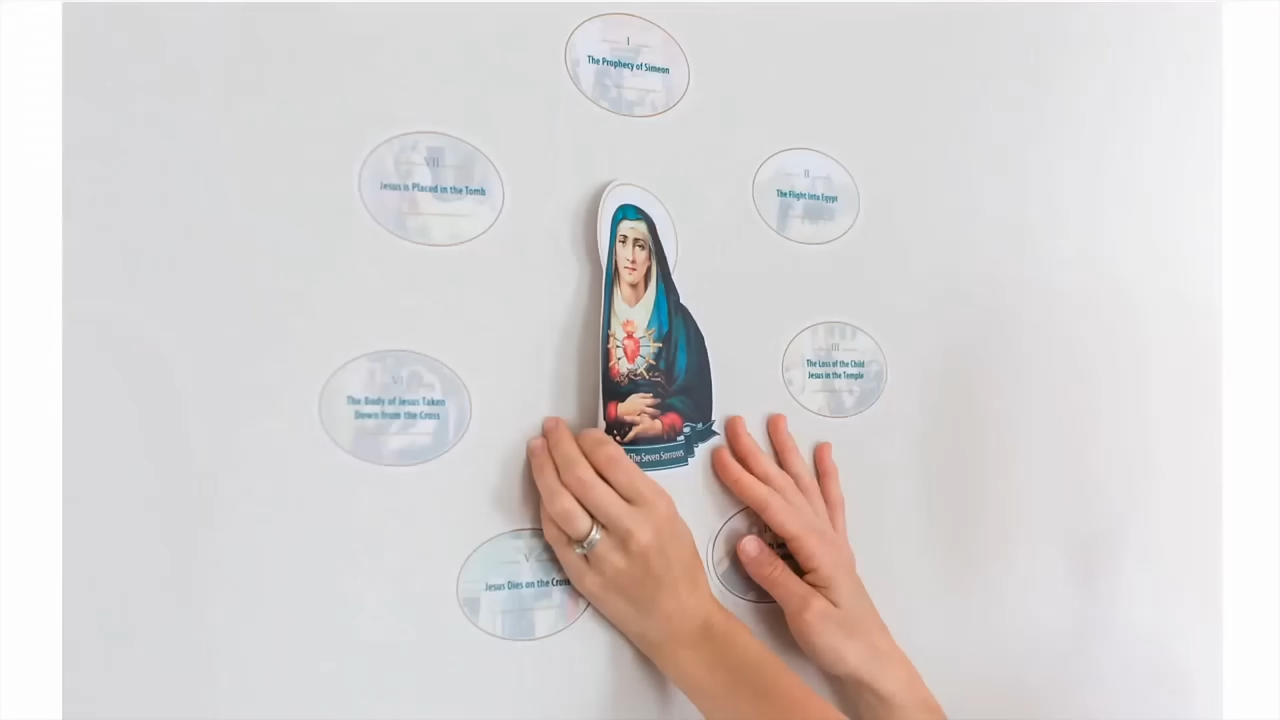 I
The Prophecy of Simeon
II
The Flight Into Egypt
III
The Loss of the Child
Jesus in the Temple
V
Jesus Dies on the Cross
VI
The Body of Jesus Taken
Down from the Cross
VII
Jesus is Placed in the Tomb
The Seven Sorrows